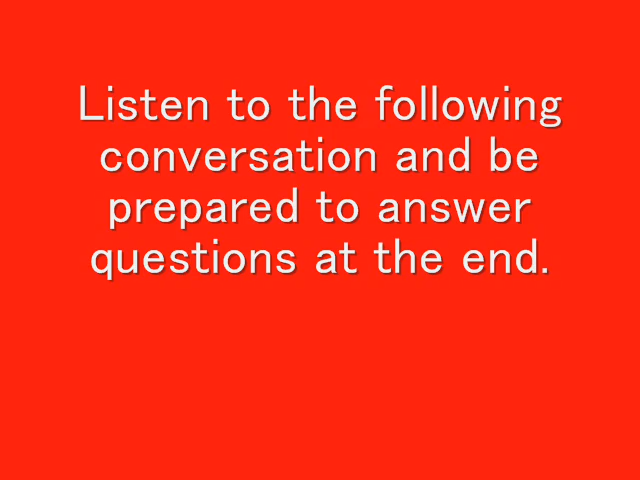 Listen to the following
conversation and be
prepared to answer
questions at the end.